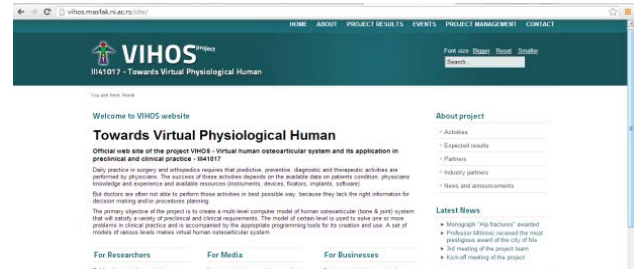 vihos.masfak.ni.ac.rs/site/
HOME ABOUT PROJECT RESULTS EVENTS PROJECT MANAGEMENT CONTACT
VIHOS project
III41017 - Towards Virtual Physiological Human
Font size Bigger Reset Smaller
Search...
You are here: Home
Welcome to VIHOS website
Towards Virtual Physiological Human
Official web site of the project VIHOS - Virtual human osteoarticular system and its application in
preclinical and clinical practice - III41017
Daily practice in surgery and orthopedics requires that predictive, preventive, diagnostic and therapeutic activities are
performed by physicians. The success of these activities depends on the available data on patients condition, physicians
knowledge and experience and available resources (instruments, devices, fixators, implants, software).
But doctors are often not able to perform those activities in best possible way, because they lack the right information for
decision making and/or procedures planning.
The primary objective of the project is to create a multi-level computer model of human osteoarticular (bone & joint) system
that will satisfy a variety of preclinical and clinical requirements. The model of certain level is used to solve one or more
problems in clinical practice and is accompanied by the appropriate programming tools for its creation and use. A set of
models of various levels makes virtual human osteoarticular system.
For Researchers For Media For Businesses
About project
Activities
Expected results
Partners
Industry partners
News and announcements
Latest News
Monograph "Hip fractures" awarded
Professor Mitkovic received the most
prestigious award of the city of Nis
3rd meeting of the project team
Kick-off meeting of the project